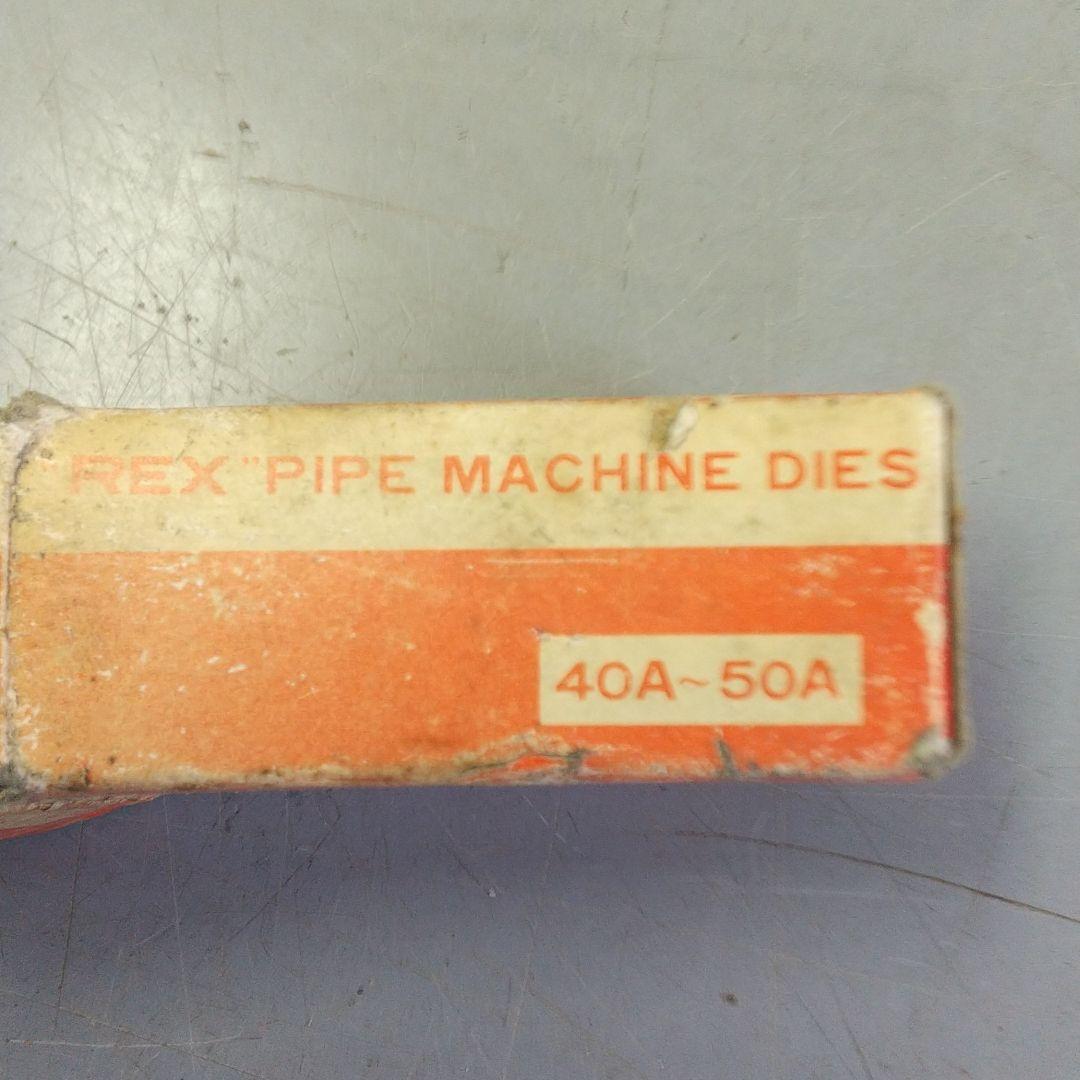 REX" PIPE MACHINE DIES
40A~50A